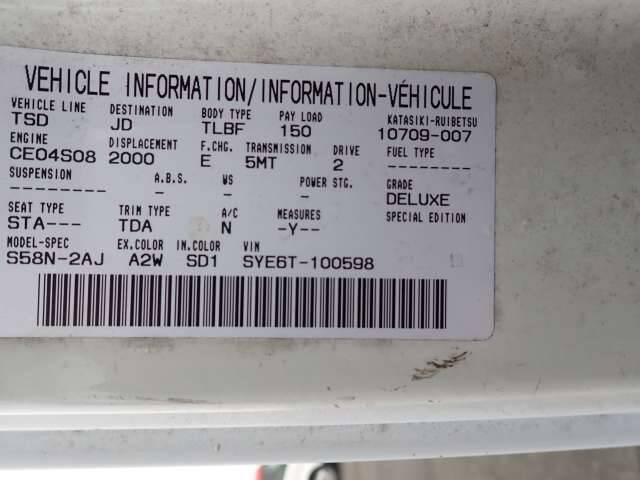 VEHICLE INFORMATION/INFORMATION-VÉHICULE
VEHICLE LINE DESTINATION BODY TYPE PAY LOAD KATASIKI-RUIBETSU
TSD JD TLBF 150 10709-007
ENGINE DISPLACEMENT F.CHG. TRANSMISSION DRIVE FUEL TYPE
CE04S08 2000 E 5MT 2 --------
SUSPENSION A.B.S. WS POWER STG. GRADE
-------- - - - DELUXE
SEAT TYPE TRIM TYPE A/C MEASURES SPECIAL EDITION
STA--- TDA N -Y--
MODEL-SPEC EX.COLOR IN.COLOR VIN
S58N-2AJ A2W SD1 SYE6T-100598